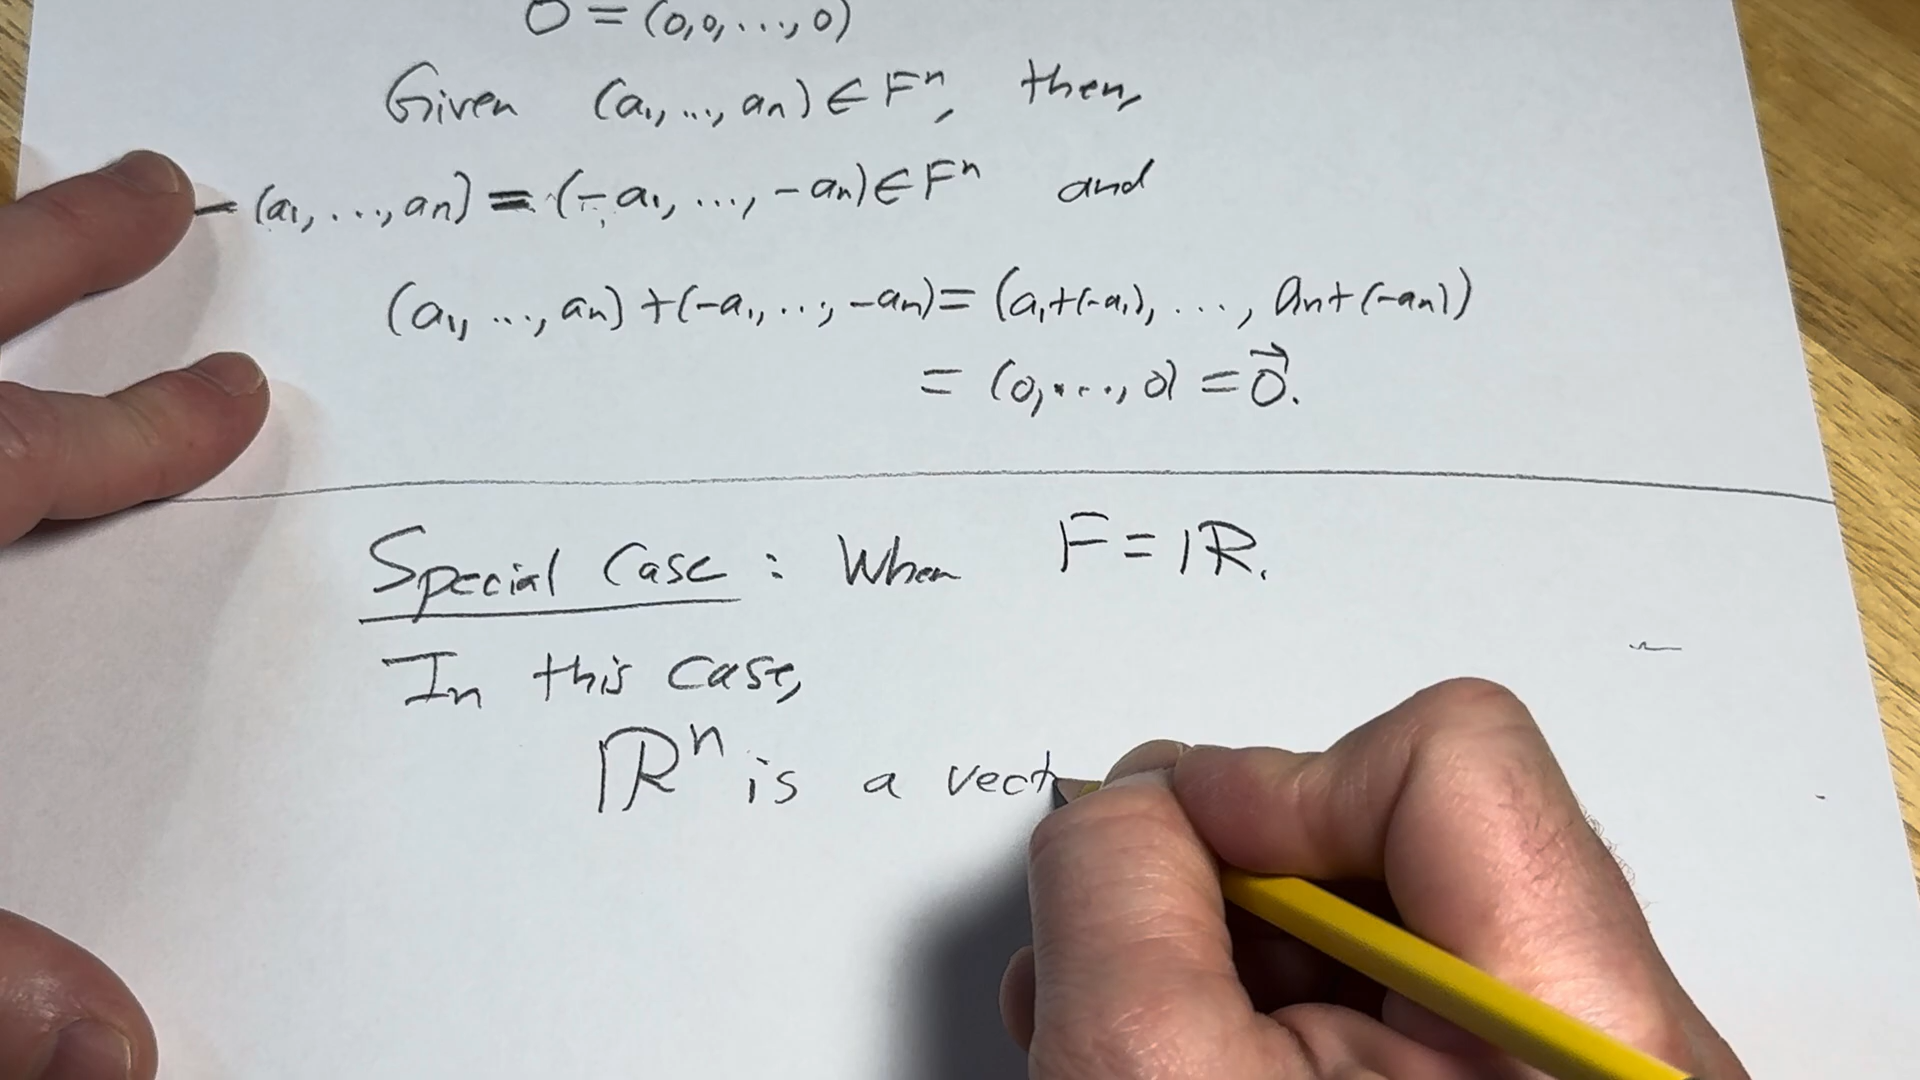 0 = (0,0,...,0)
Given (a₁, ..., aₙ) ∈ Fⁿ, then,
- (a₁, ..., aₙ) = (-a₁, ..., -aₙ) ∈ Fⁿ and
(a₁, ..., aₙ) + (-a₁, ..., -aₙ) = (a₁+(-a₁), ..., aₙ+(-aₙ))
= (0, ..., 0) = 0⃗.
Special Case : When F = ℝ.
In this case,
ℝⁿ is a vect